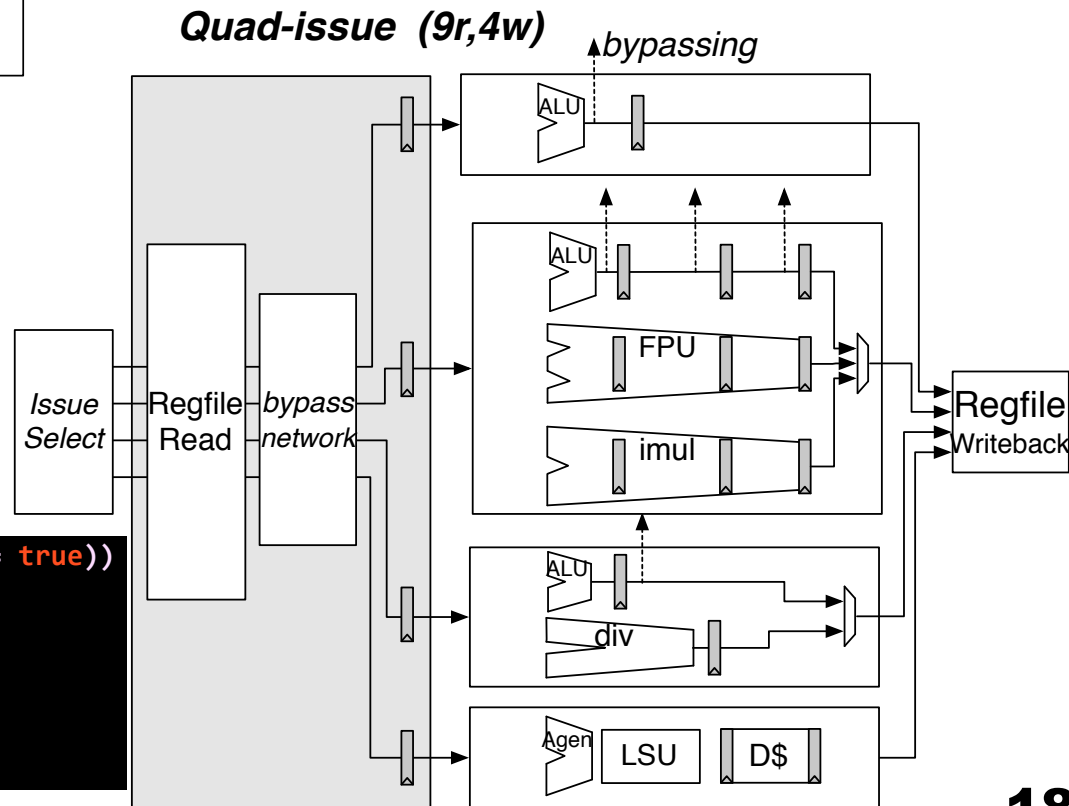 Quad-issue (9r,4w)
bypassing
ALU
ALU
FPU
imul
Issue
Select
Regfile
Read
bypass
network
Regfile
Writeback
= true))
ALU
div
Agen
LSU
D$